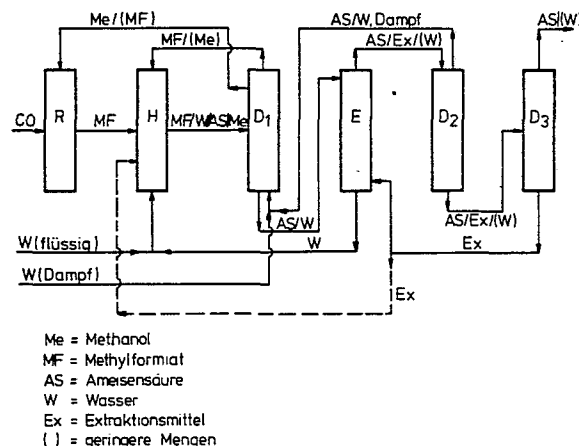 Me/(MF)
MF/(Me)
AS/W, Dampf
AS/Ex/(W)
AS/(W)
CO
R
MF
H
MF/W/AS/Me
D1
E
D2
D3
AS/W
AS/Ex/(W)
W (flüssig)
W
Ex
W (Dampf)
Ex
Me = Methanol
MF = Methylformiat
AS = Ameisensäure
W = Wasser
Ex = Extraktionsmittel
( ) = geringere Mengen